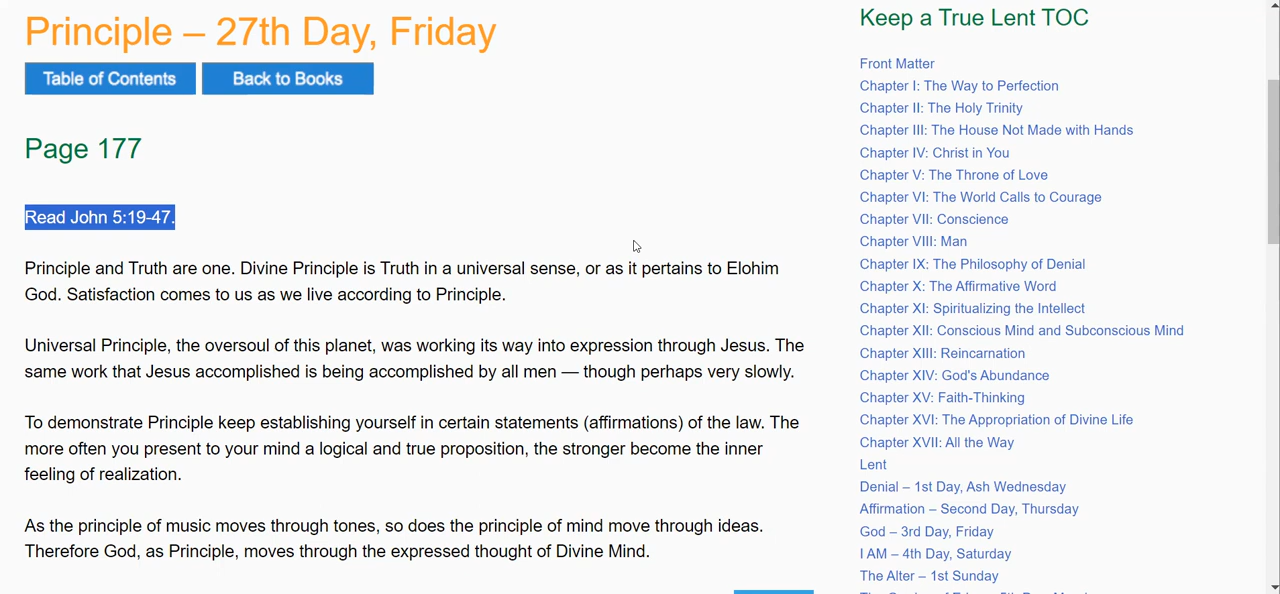 Principle – 27th Day, Friday
Table of Contents
Back to Books
Page 177
Read John 5:19-47.
Principle and Truth are one. Divine Principle is Truth in a universal sense, or as it pertains to Elohim
God. Satisfaction comes to us as we live according to Principle.
Universal Principle, the oversoul of this planet, was working its way into expression through Jesus. The
same work that Jesus accomplished is being accomplished by all men — though perhaps very slowly.
To demonstrate Principle keep establishing yourself in certain statements (affirmations) of the law. The
more often you present to your mind a logical and true proposition, the stronger become the inner
feeling of realization.
As the principle of music moves through tones, so does the principle of mind move through ideas.
Therefore God, as Principle, moves through the expressed thought of Divine Mind.
Keep a True Lent TOC
Front Matter
Chapter I: The Way to Perfection
Chapter II: The Holy Trinity
Chapter III: The House Not Made with Hands
Chapter IV: Christ in You
Chapter V: The Throne of Love
Chapter VI: The World Calls to Courage
Chapter VII: Conscience
Chapter VIII: Man
Chapter IX: The Philosophy of Denial
Chapter X: The Affirmative Word
Chapter XI: Spiritualizing the Intellect
Chapter XII: Conscious Mind and Subconscious Mind
Chapter XIII: Reincarnation
Chapter XIV: God's Abundance
Chapter XV: Faith-Thinking
Chapter XVI: The Appropriation of Divine Life
Chapter XVII: All the Way
Lent
Denial – 1st Day, Ash Wednesday
Affirmation – Second Day, Thursday
God – 3rd Day, Friday
I AM – 4th Day, Saturday
The Alter – 1st Sunday